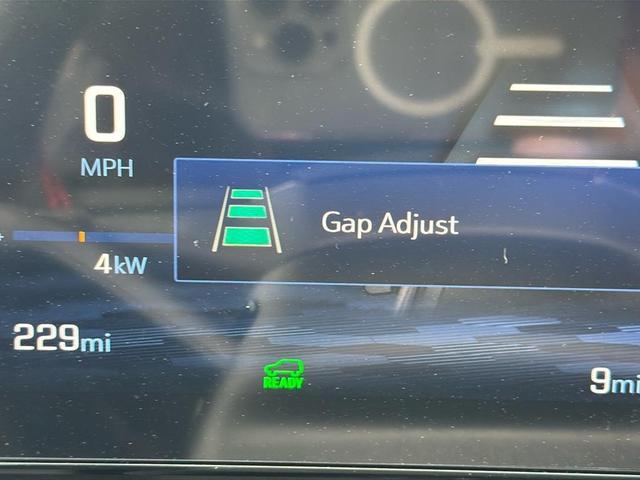 0
MPH
Gap Adjust
4kW
229mi
READY
9mi